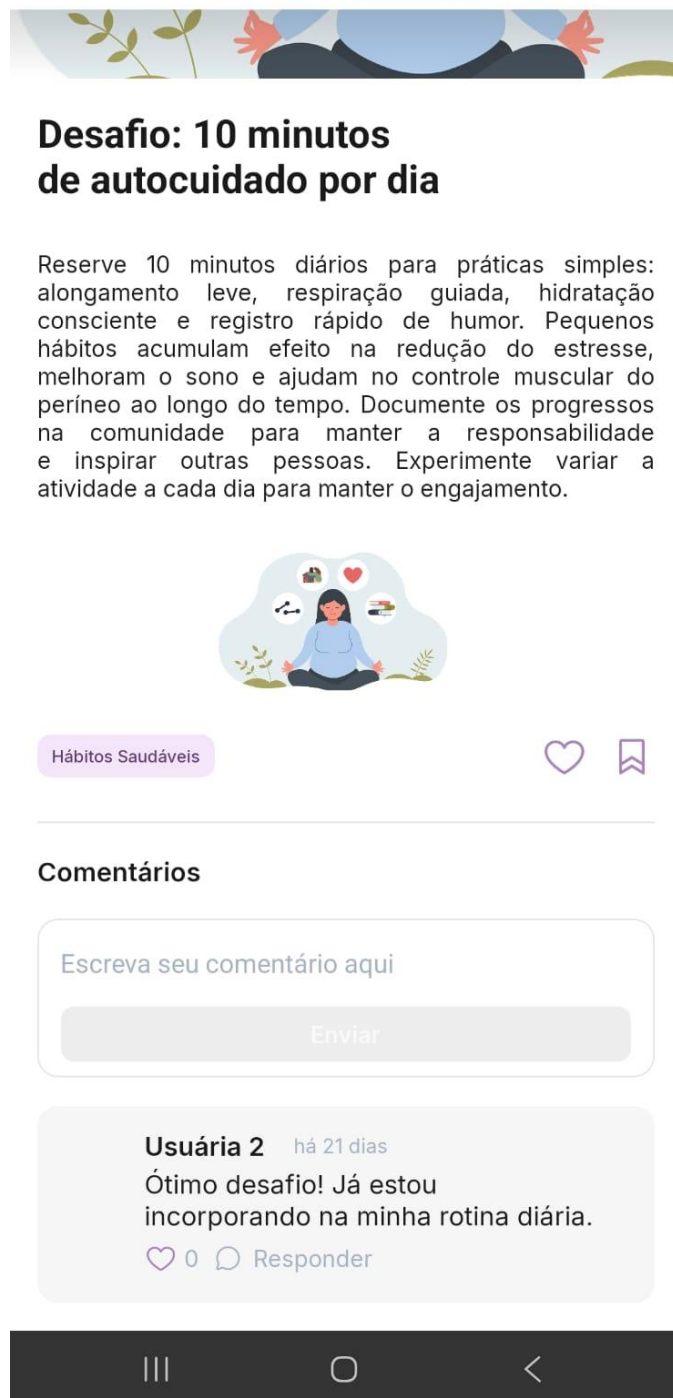 Desafio: 10 minutos
de autocuidado por dia
Reserve 10 minutos diários para práticas simples:
alongamento leve, respiração guiada, hidratação
consciente e registro rápido de humor. Pequenos
hábitos acumulam efeito na redução do estresse,
melhoram o sono e ajudam no controle muscular do
períneo ao longo do tempo. Documente os progressos
na comunidade para manter a responsabilidade
e inspirar outras pessoas. Experimente variar a
atividade a cada dia para manter o engajamento.
Hábitos Saudáveis
Comentários
Escreva seu comentário aqui
Enviar
Usuária 2 há 21 dias
Ótimo desafio! Já estou
incorporando na minha rotina diária.
0 Responder